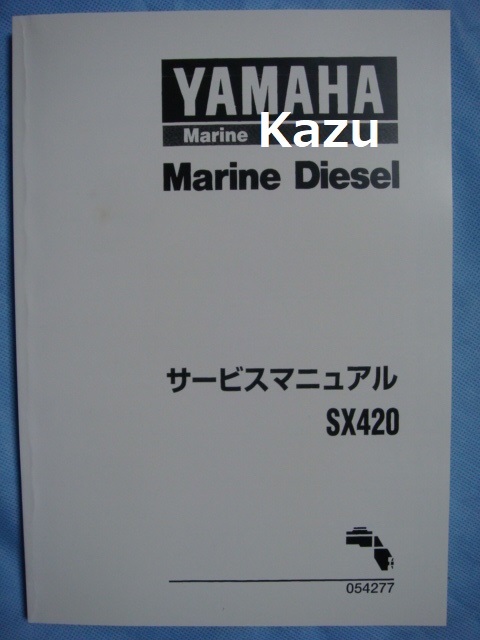 YAMAHA
Marine Kazu
Marine Diesel
サービスマニュアル
SX420
054277